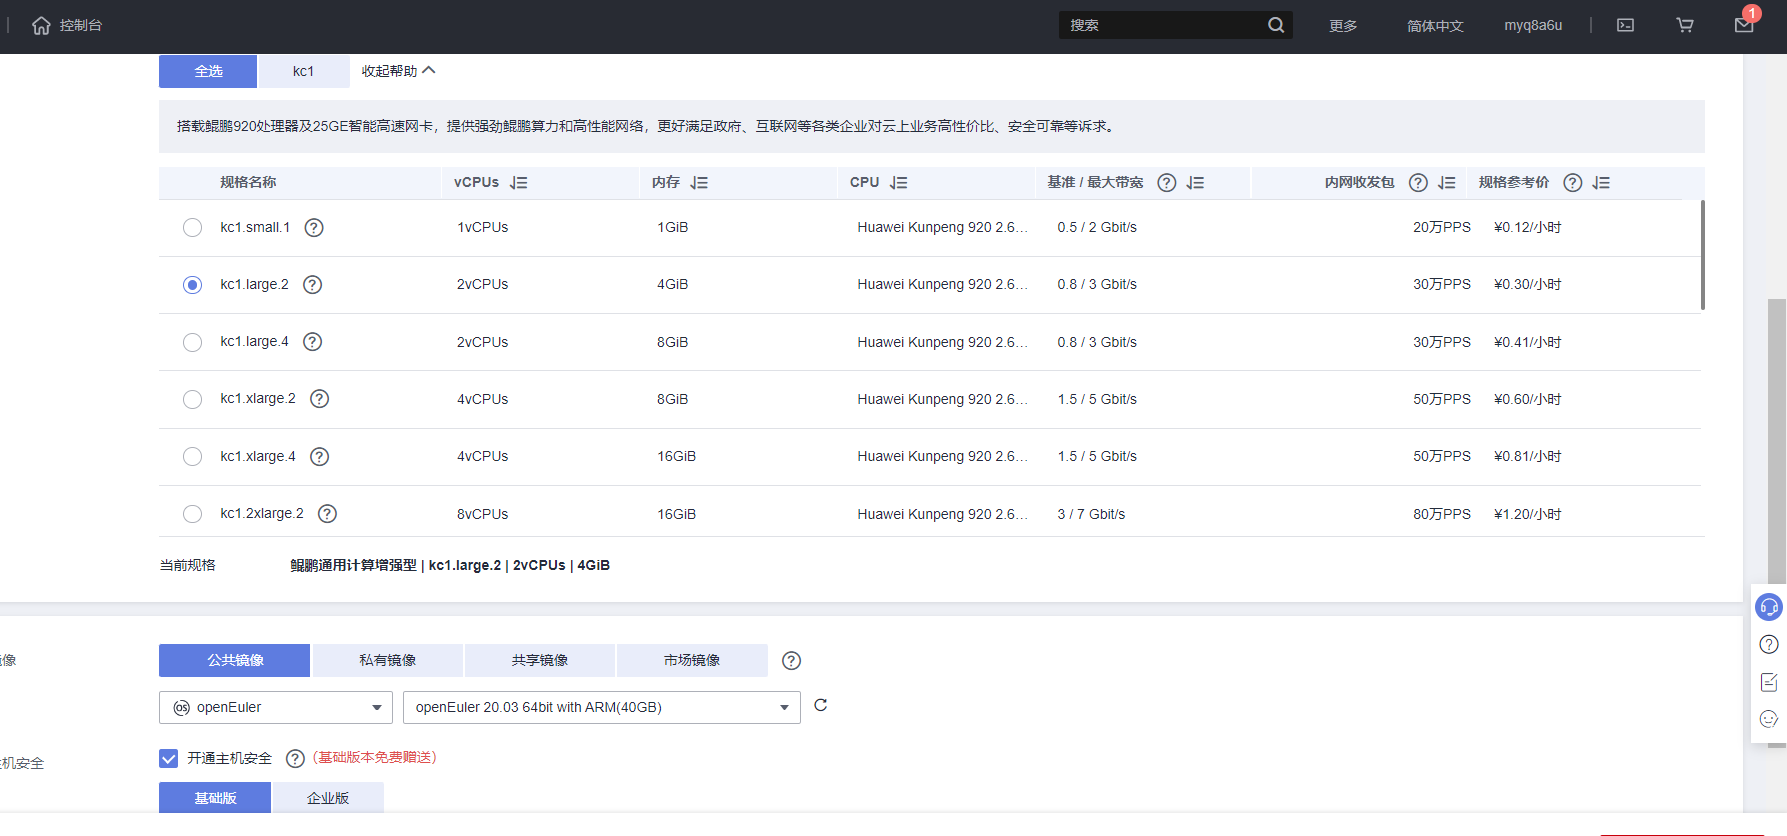 控制台 搜索 更多 简体中文 myq8a6u 1
全选 kc1 收起帮助
搭载鲲鹏920处理器及25GE智能高速网卡，提供强劲鲲鹏算力和高性能网络，更好满足政府、互联网等各类企业对云上业务高性价比、安全可靠等诉求。
规格名称 vCPUs 内存 CPU 基准 / 最大带宽 内网收发包 规格参考价
kc1.small.1 1vCPUs 1GiB Huawei Kunpeng 920 2.6... 0.5 / 2 Gbit/s 20万PPS ¥0.12/小时
kc1.large.2 2vCPUs 4GiB Huawei Kunpeng 920 2.6... 0.8 / 3 Gbit/s 30万PPS ¥0.30/小时
kc1.large.4 2vCPUs 8GiB Huawei Kunpeng 920 2.6... 0.8 / 3 Gbit/s 30万PPS ¥0.41/小时
kc1.xlarge.2 4vCPUs 8GiB Huawei Kunpeng 920 2.6... 1.5 / 5 Gbit/s 50万PPS ¥0.60/小时
kc1.xlarge.4 4vCPUs 16GiB Huawei Kunpeng 920 2.6... 1.5 / 5 Gbit/s 50万PPS ¥0.81/小时
kc1.2xlarge.2 8vCPUs 16GiB Huawei Kunpeng 920 2.6... 3 / 7 Gbit/s 80万PPS ¥1.20/小时
当前规格 鲲鹏通用计算增强型 | kc1.large.2 | 2vCPUs | 4GiB
像 公共镜像 私有镜像 共享镜像 市场镜像
OS openEuler openEuler 20.03 64bit with ARM(40GB)
机安全 开通主机安全 (基础版本免费赠送)
基础版 企业版